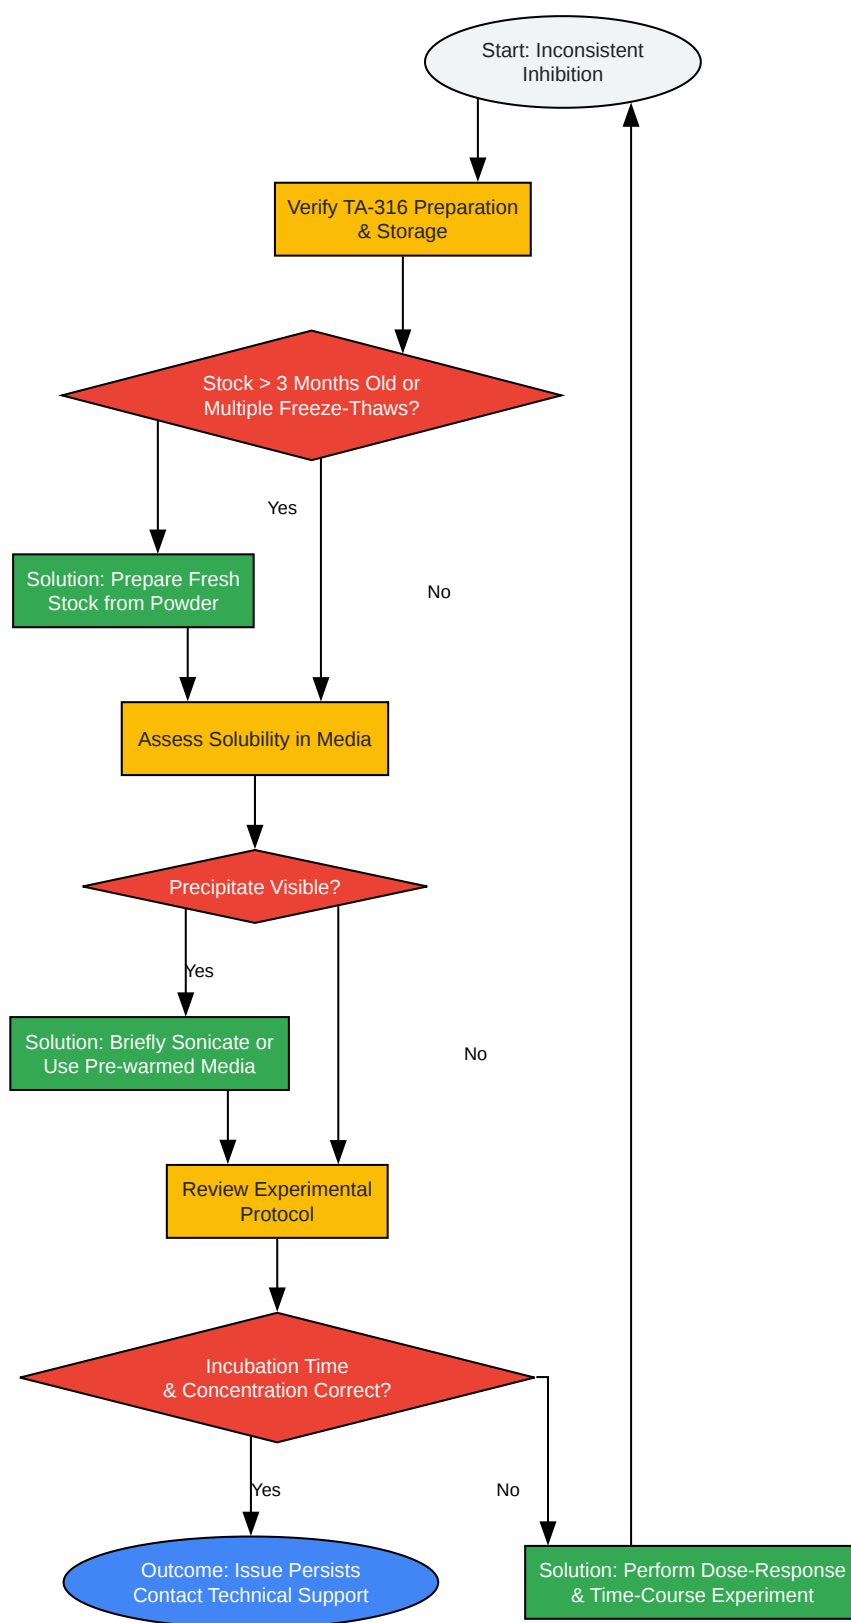 Start: Inconsistent
Inhibition
Verify TA-316 Preparation
& Storage
Stock > 3 Months Old or
Multiple Freeze-Thaws?
Yes
Solution: Prepare Fresh
Stock from Powder
No
Assess Solubility in Media
Precipitate Visible?
Yes
Solution: Briefly Sonicate or
Use Pre-warmed Media
No
Review Experimental
Protocol
Incubation Time
& Concentration Correct?
Yes
No
Outcome: Issue Persists
Contact Technical Support
Solution: Perform Dose-Response
& Time-Course Experiment